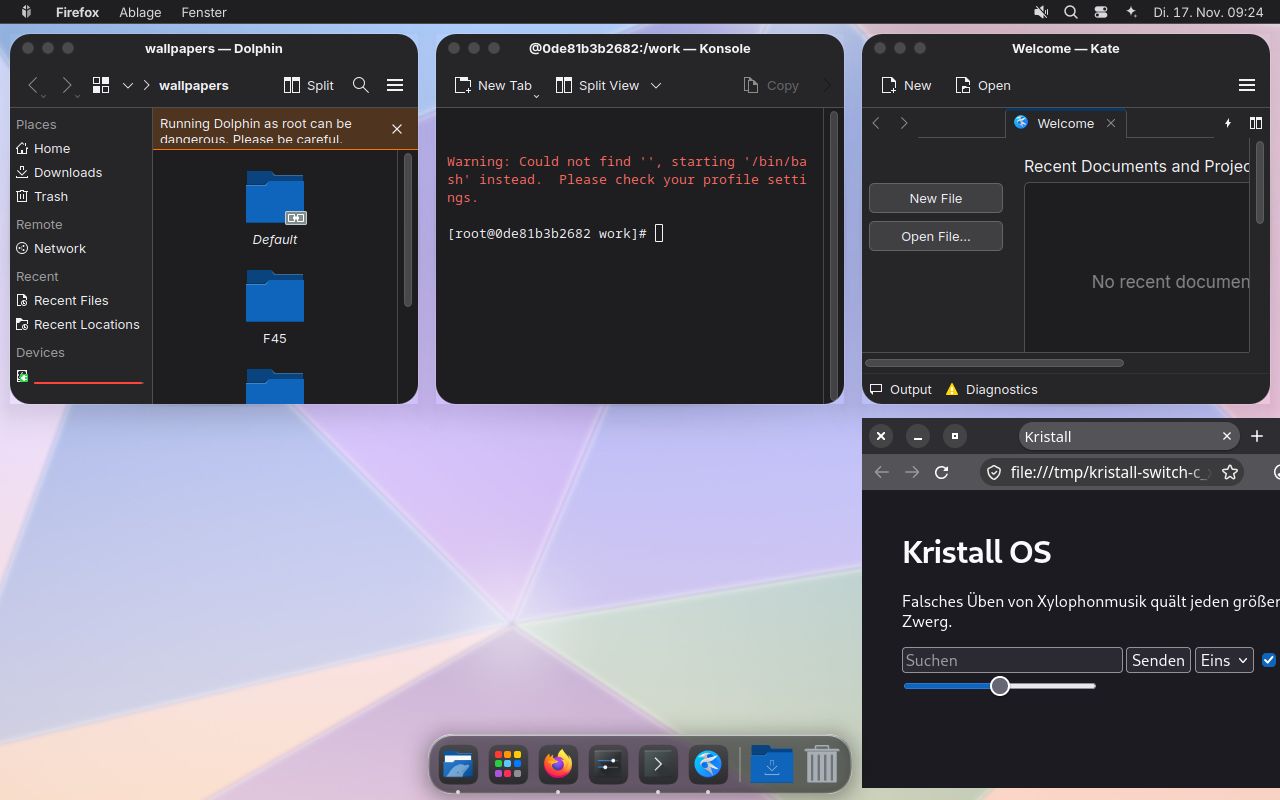 Firefox Ablage Fenster Di. 17. Nov. 09:24
wallpapers — Dolphin
wallpapers Split
Places
Home
Downloads
Trash
Remote
Network
Recent
Recent Files
Recent Locations
Devices
Running Dolphin as root can be
dangerous. Please be careful.
Default
F45
@0de81b3b2682:/work — Konsole
New Tab Split View Copy
Warning: Could not find '', starting '/bin/ba
sh' instead.  Please check your profile setti
ngs.
[root@0de81b3b2682 work]#
Welcome — Kate
New Open
Welcome
New File
Open File...
Recent Documents and Projec
No recent documen
Output Diagnostics
Kristall
file:///tmp/kristall-switch-c_
Kristall OS
Falsches Üben von Xylophonmusik quält jeden größer
Zwerg.
Suchen Senden Eins